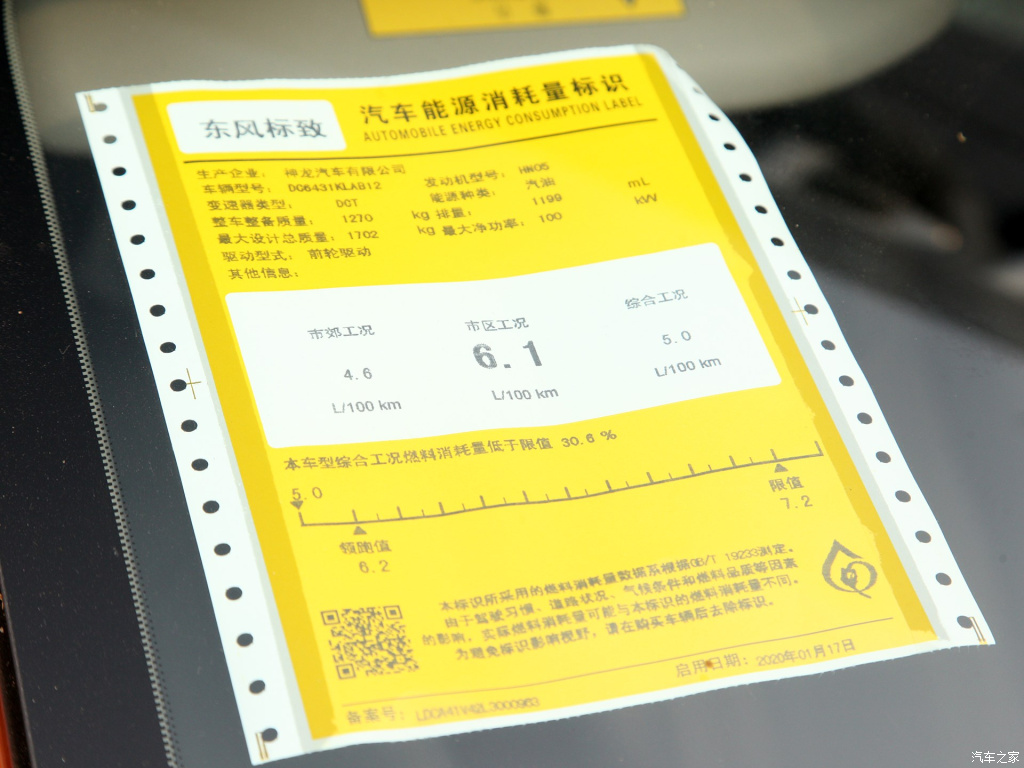 东风标致
汽车能源消耗量标识
AUTOMOBILE ENERGY CONSUMPTION LABEL
生产企业： 神龙汽车有限公司
车辆型号： DC6431KLAB12 发动机型号： HN05
变速器类型： DCT 能源种类： 汽油
整车整备质量： 1270 kg 排量： 1199 mL
最大设计总质量： 1702 kg 最大净功率： 100 kW
驱动型式： 前轮驱动
其他信息：
市郊工况 市区工况 综合工况
4.6 6.1 5.0
L/100 km L/100 km L/100 km
本车型综合工况燃料消耗量低于限值 30.6 %
5.0
领跑值 限值
6.2 7.2
本标识所采用的燃料消耗量数据系根据GB/T 19233测定。
由于驾驶习惯、道路状况、气候条件和燃料品质等因素
的影响，实际燃料消耗量可能与本标识的燃料消耗量不同。
为避免标识影响视野，请在购买车辆后去除标识。
启用日期： 2020年01月17日
备案号：
汽车之家